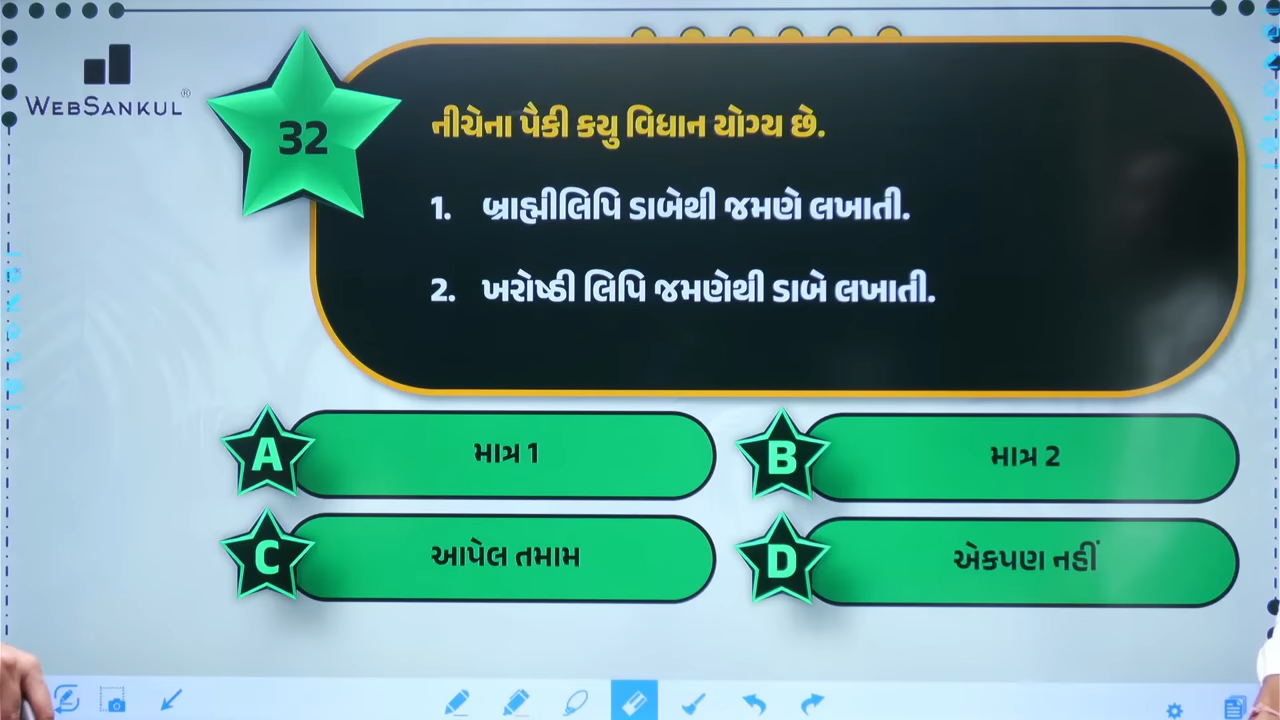 WEBSANKUL®
32
નીચેના પૈકી કયુ વિધાન યોગ્ય છે.
1. બ્રાહ્મીલિપિ ડાબેથી જમણે લખાતી.
2. ખરોષ્ઠી લિપિ જમણેથી ડાબે લખાતી.
A માત્ર 1
B માત્ર 2
C આપેલ તમામ
D એકપણ નહીં